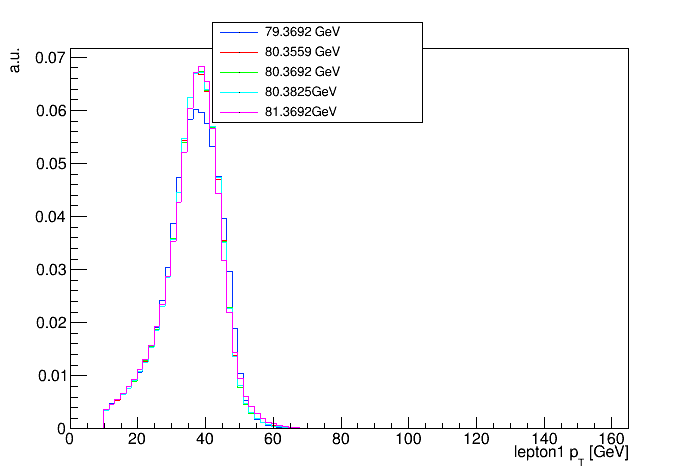 79.3692 GeV
80.3559 GeV
80.3692 GeV
80.3825GeV
81.3692GeV
a.u.
0.07
0.06
0.05
0.04
0.03
0.02
0.01
0
0 20 40 60 80 100 120 140 160
lepton1 p_T [GeV]